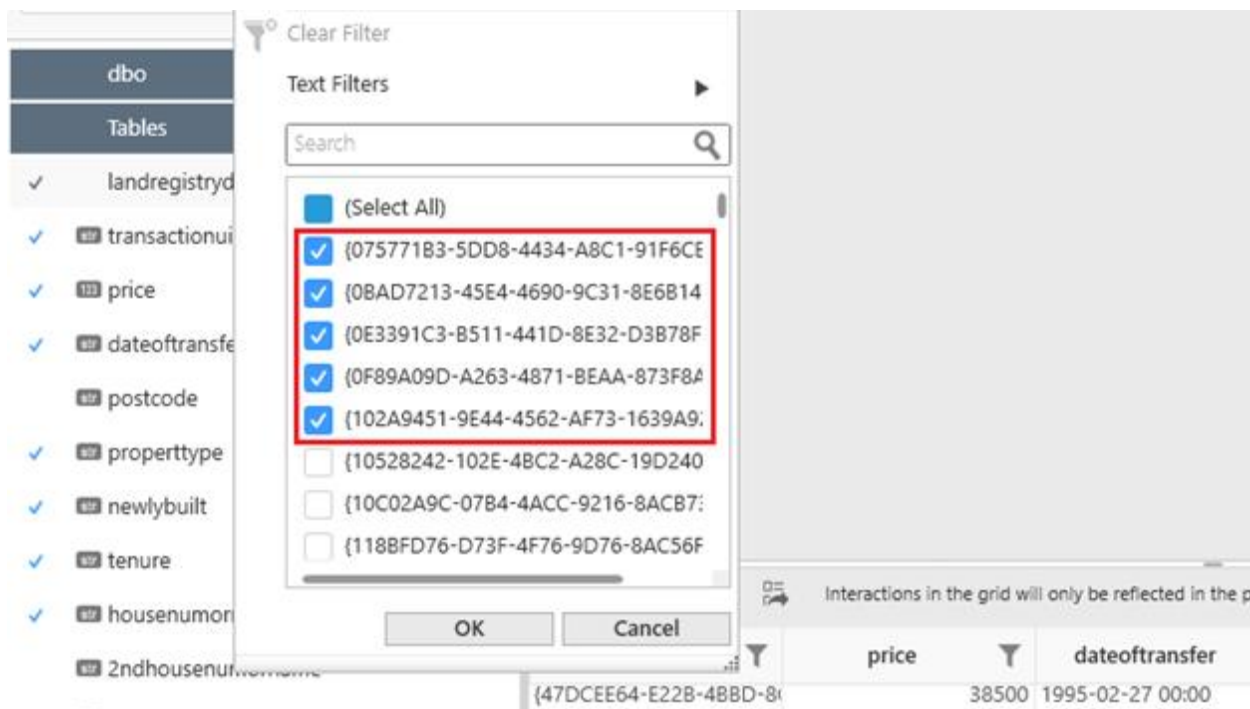 dbo
Tables
landregistryd
transactionui
price
dateoftransfe
postcode
properttype
newlybuilt
tenure
housenumor
Clear Filter
Text Filters
Search
(Select All)
{075771B3-5DD8-4434-A8C1-91F6CE
{0BAD7213-45E4-4690-9C31-8E6B14
{0E3391C3-B511-441D-8E32-D3B78F
{0F89A09D-A263-4871-BEAA-873F8A
{102A9451-9E44-4562-AF73-1639A92
{10528242-102E-4BC2-A28C-19D240
{10C02A9C-07B4-4ACC-9216-8ACB73
{118BFD76-D73F-4F76-9D76-8AC56F
OK
Cancel
Interactions in the grid will only be reflected in the p
price
dateoftransfer
{47DCEE64-E22B-4BBD-8
38500
1995-02-27 00:00